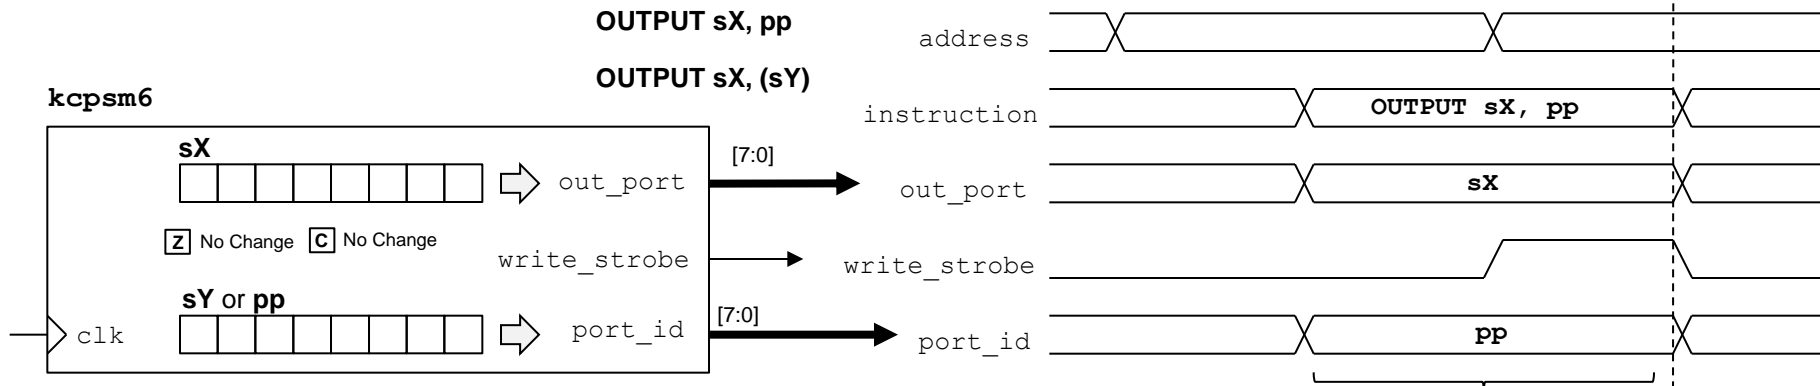 OUTPUT sX, pp
OUTPUT sX, (sY)
kcpsm6
sX
out_port
[7:0]
Z No Change C No Change
write_strobe
sY or pp
clk
port_id
[7:0]
address
instruction
OUTPUT sX, pp
out_port
sX
write_strobe
port_id
pp